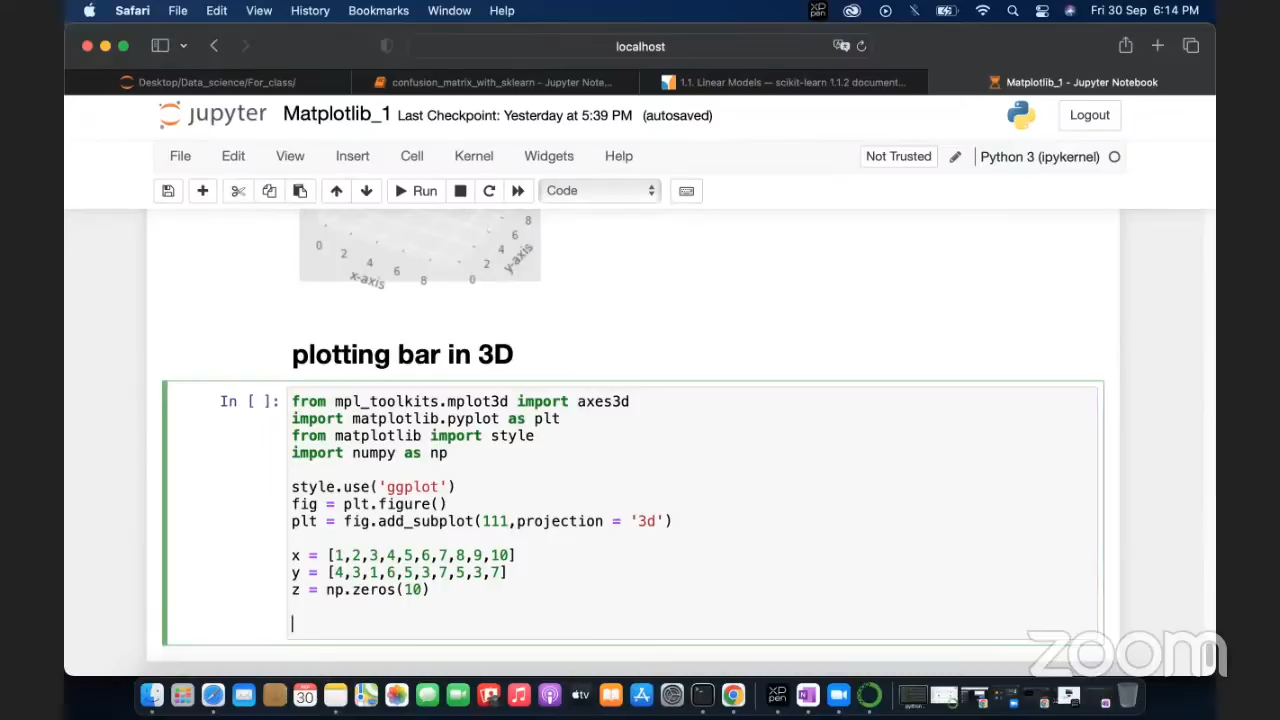 Safari File Edit View History Bookmarks Window Help XP pen Fri 30 Sep 6:14 PM
localhost
Desktop/Data_science/For_class/ confusion_matrix_with_sklearn - Jupyter Note... 1.1. Linear Models — scikit-learn 1.1.2 document... Matplotlib_1 - Jupyter Notebook
jupyter Matplotlib_1 Last Checkpoint: Yesterday at 5:39 PM (autosaved) Logout
File Edit View Insert Cell Kernel Widgets Help Not Trusted Python 3 (ipykernel)
Run Code
0 2 4 6 8 0 2 4 6 8
x-axis y-axis
plotting bar in 3D
In [ ]: from mpl_toolkits.mplot3d import axes3d
import matplotlib.pyplot as plt
from matplotlib import style
import numpy as np
style.use('ggplot')
fig = plt.figure()
plt = fig.add_subplot(111,projection = '3d')
x = [1,2,3,4,5,6,7,8,9,10]
y = [4,3,1,6,5,3,7,5,3,7]
z = np.zeros(10)
zoom
SEP
30
tv
XP pen